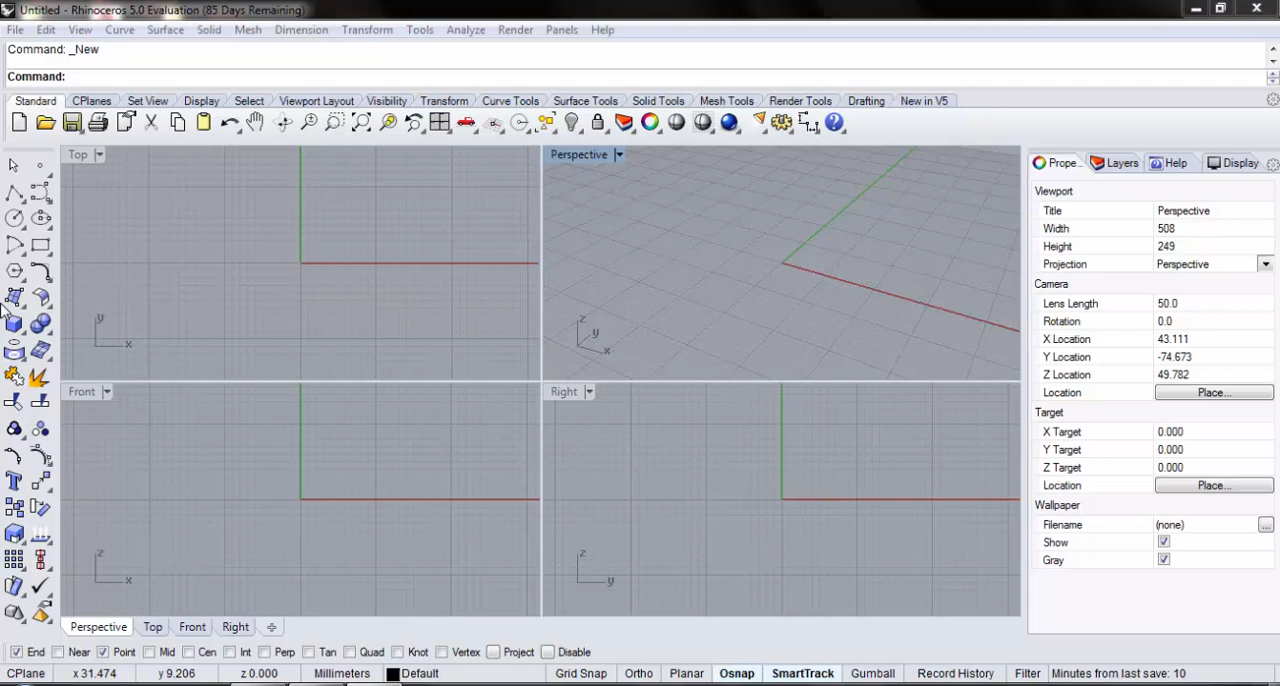 Untitled - Rhinoceros 5.0 Evaluation (85 Days Remaining)
File Edit View Curve Surface Solid Mesh Dimension Transform Tools Analyze Render Panels Help
Command: _New
Command:
Standard CPlanes Set View Display Select Viewport Layout Visibility Transform Curve Tools Surface Tools Solid Tools Mesh Tools Render Tools Drafting New in V5
Top
Perspective
y
x
z
y
x
Front
Right
z
x
z
y
Prope... Layers Help Display
Viewport
Title Perspective
Width 508
Height 249
Projection Perspective
Camera
Lens Length 50.0
Rotation 0.0
X Location 43.111
Y Location -74.673
Z Location 49.782
Location Place...
Target
X Target 0.000
Y Target 0.000
Z Target 0.000
Location Place...
Wallpaper
Filename (none) ...
Show
Gray
Perspective Top Front Right
End Near Point Mid Cen Int Perp Tan Quad Knot Vertex Project Disable
CPlane x 31.474 y 9.206 z 0.000 Millimeters Default Grid Snap Ortho Planar Osnap SmartTrack Gumball Record History Filter Minutes from last save: 10